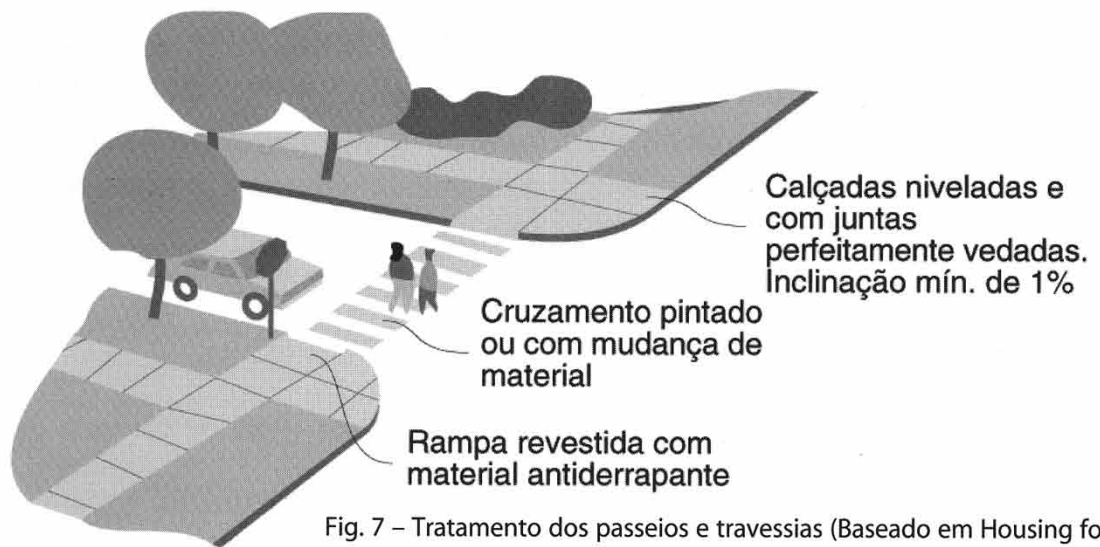 Calçadas niveladas e
com juntas
perfeitamente vedadas.
Inclinação mín. de 1%
Cruzamento pintado
ou com mudança de
material
Rampa revestida com
material antiderrapante
Fig. 7 – Tratamento dos passeios e travessias (Baseado em Housing fo